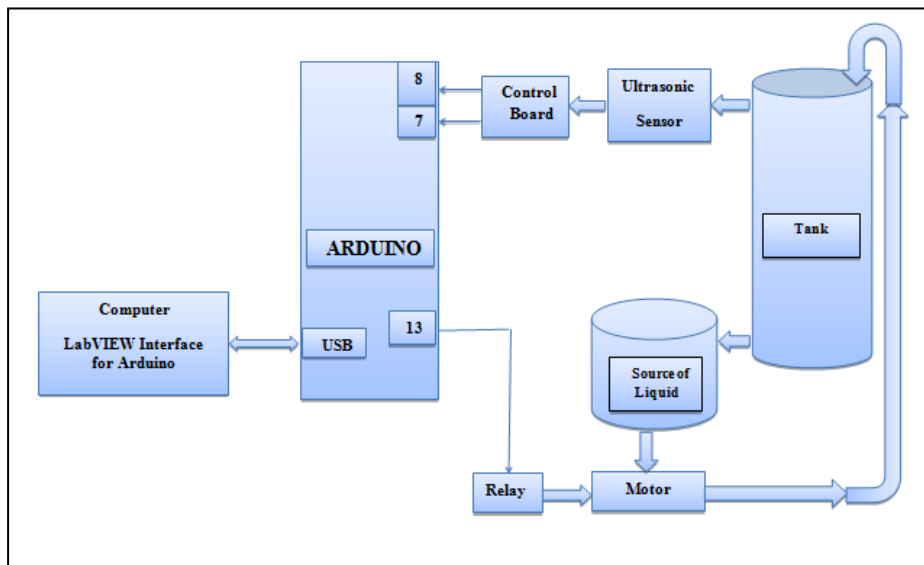 8
7
Control
Board
Ultrasonic
Sensor
Tank
ARDUINO
Computer
LabVIEW Interface
for Arduino
USB
13
Source of
Liquid
Relay
Motor